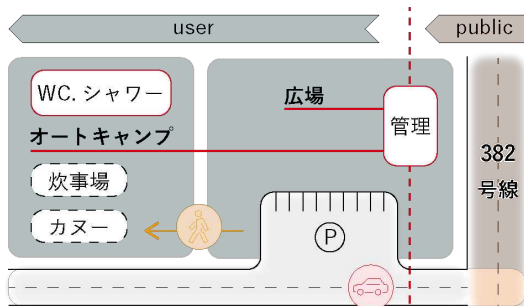 user
public
WC. シャワー
広場
オートキャンプ
管理
炊事場
カヌー
P
382
号線